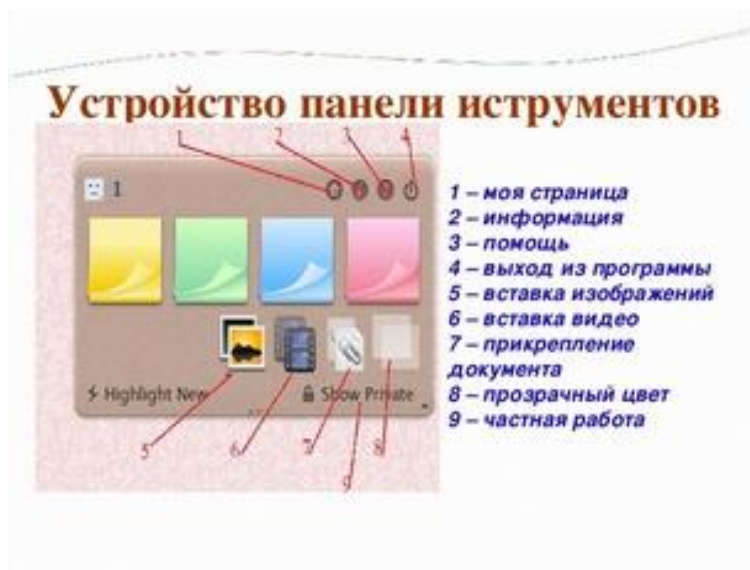 Устройство панели иструментов
1 2 3 4
1
1 – моя страница
2 – информация
3 – помощь
4 – выход из программы
5 – вставка изображений
6 – вставка видео
7 – прикрепление
документа
8 – прозрачный цвет
9 – частная работа
Highlight New
Show Private
5 6 7 8
9